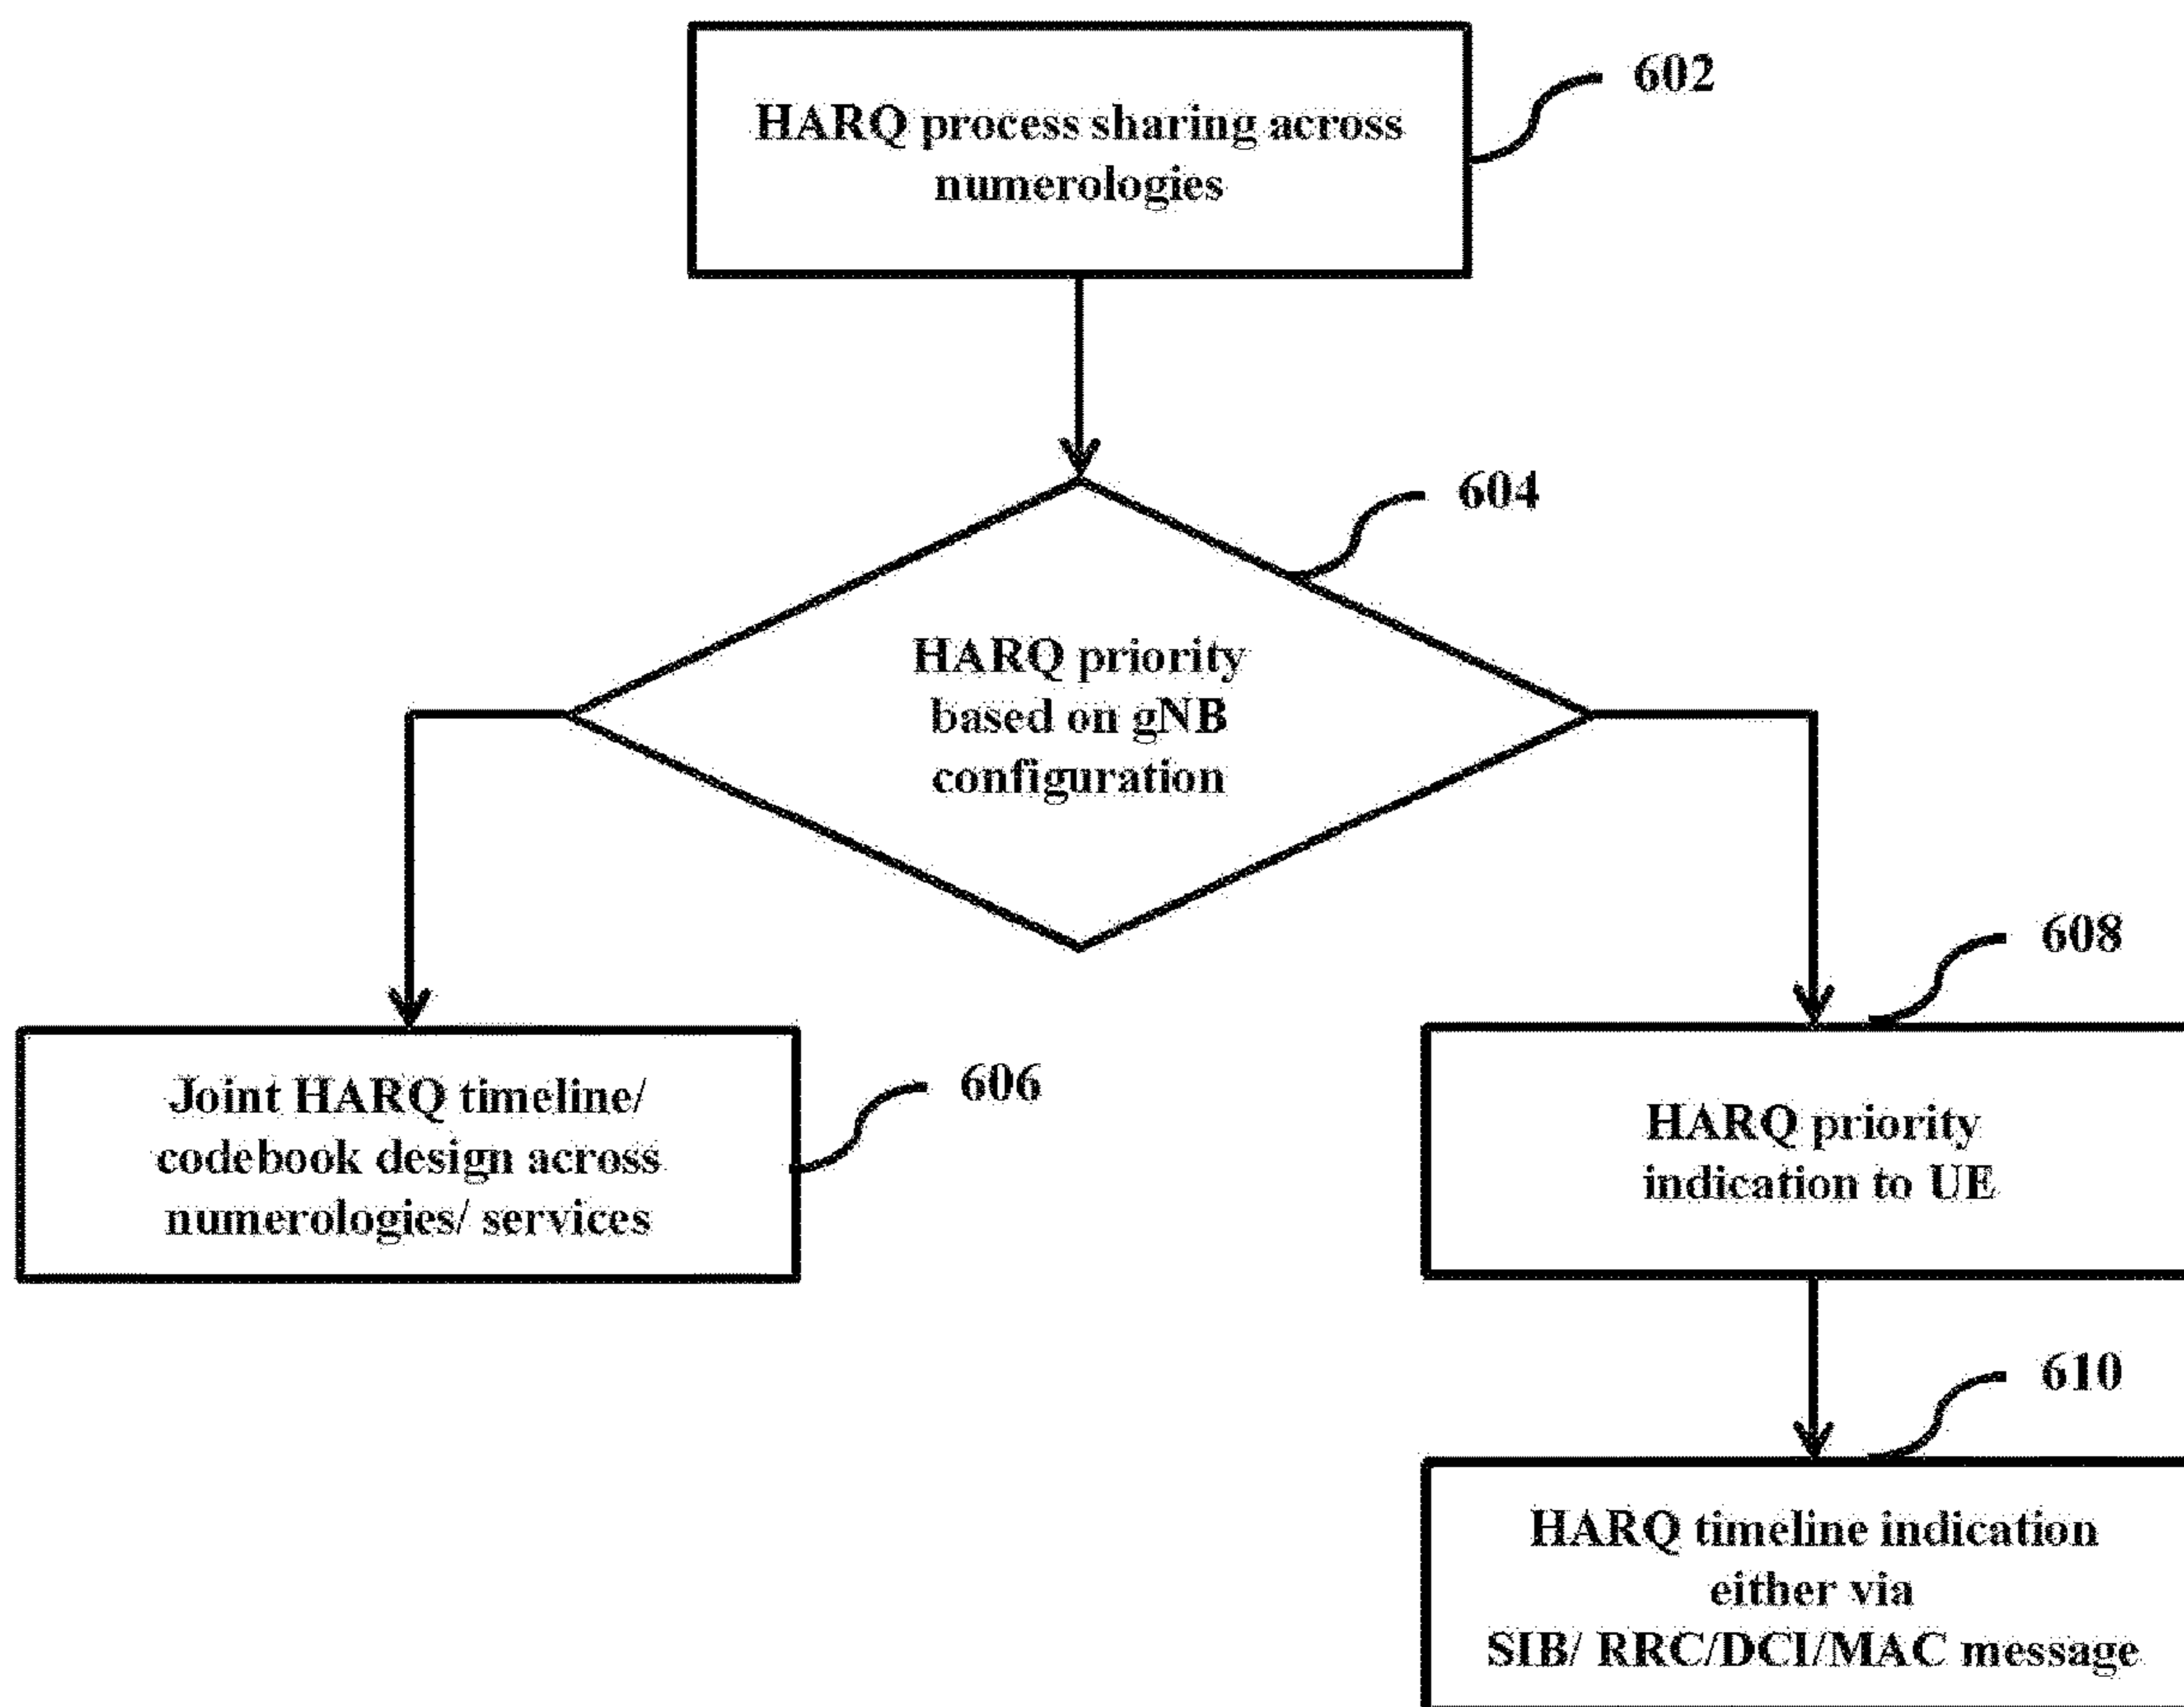 HARQ process sharing across
numerologies
602
604
HARQ priority
based on gNB
configuration
608
Joint HARQ timeline/
codebook design across
numerologies/ services
606
HARQ priority
indication to UE
610
HARQ timeline indication
either via
SIB/ RRC/DCI/MAC message